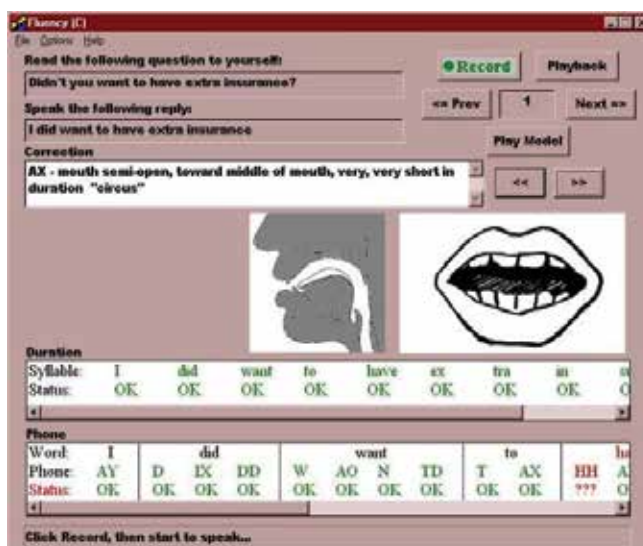 Fluency (C)
File Options Help
Read the following question to yourself:
Didn't you want to have extra insurance?
Speak the following reply:
I did want to have extra insurance
Correction
AX - mouth semi-open, toward middle of mouth, very, very short in
duration "circus"
Record Playback
<= Prev 1 Next =>
Play Model
<< >>
Duration
Syllable: I did want to have ex tra in
Status: OK OK OK OK OK OK OK OK O
Phone
Word: I did want to ha
Phone: AY D IX DD W AO N TD T AX HH A
Status: OK OK OK OK OK OK OK OK OK OK ??? O
Click Record, then start to speak...